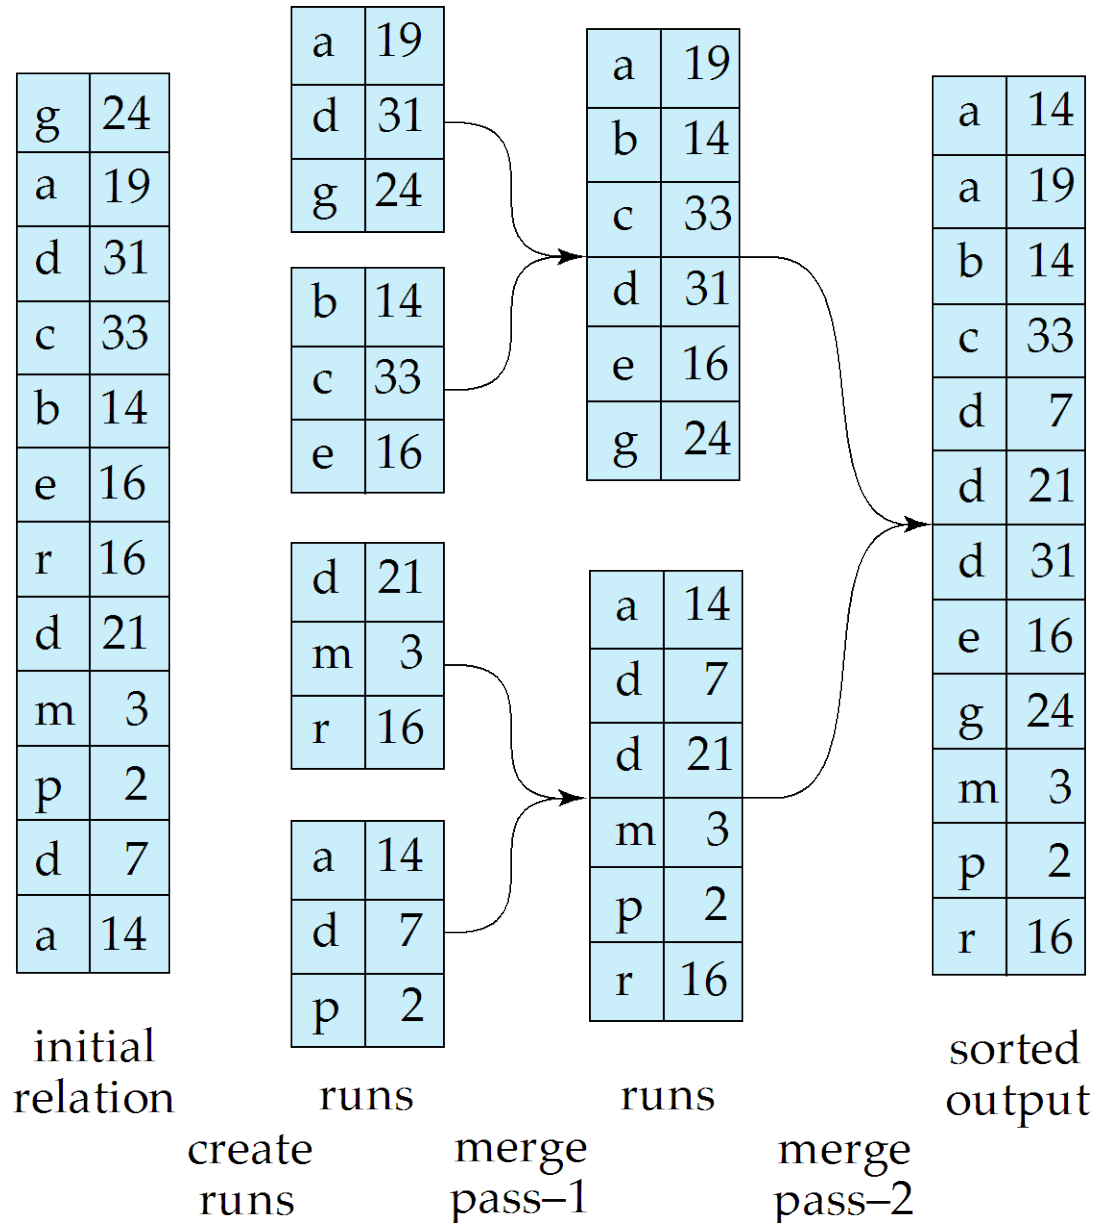 g 24
a 19
d 31
c 33
b 14
e 16
r 16
d 21
m 3
p 2
d 7
a 14
initial
relation
a 19
d 31
g 24
b 14
c 33
e 16
d 21
m 3
r 16
a 14
d 7
p 2
runs
create
runs
a 19
b 14
c 33
d 31
e 16
g 24
a 14
d 7
d 21
m 3
p 2
r 16
runs
merge
pass–1
a 14
a 19
b 14
c 33
d 7
d 21
d 31
e 16
g 24
m 3
p 2
r 16
sorted
output
merge
pass–2